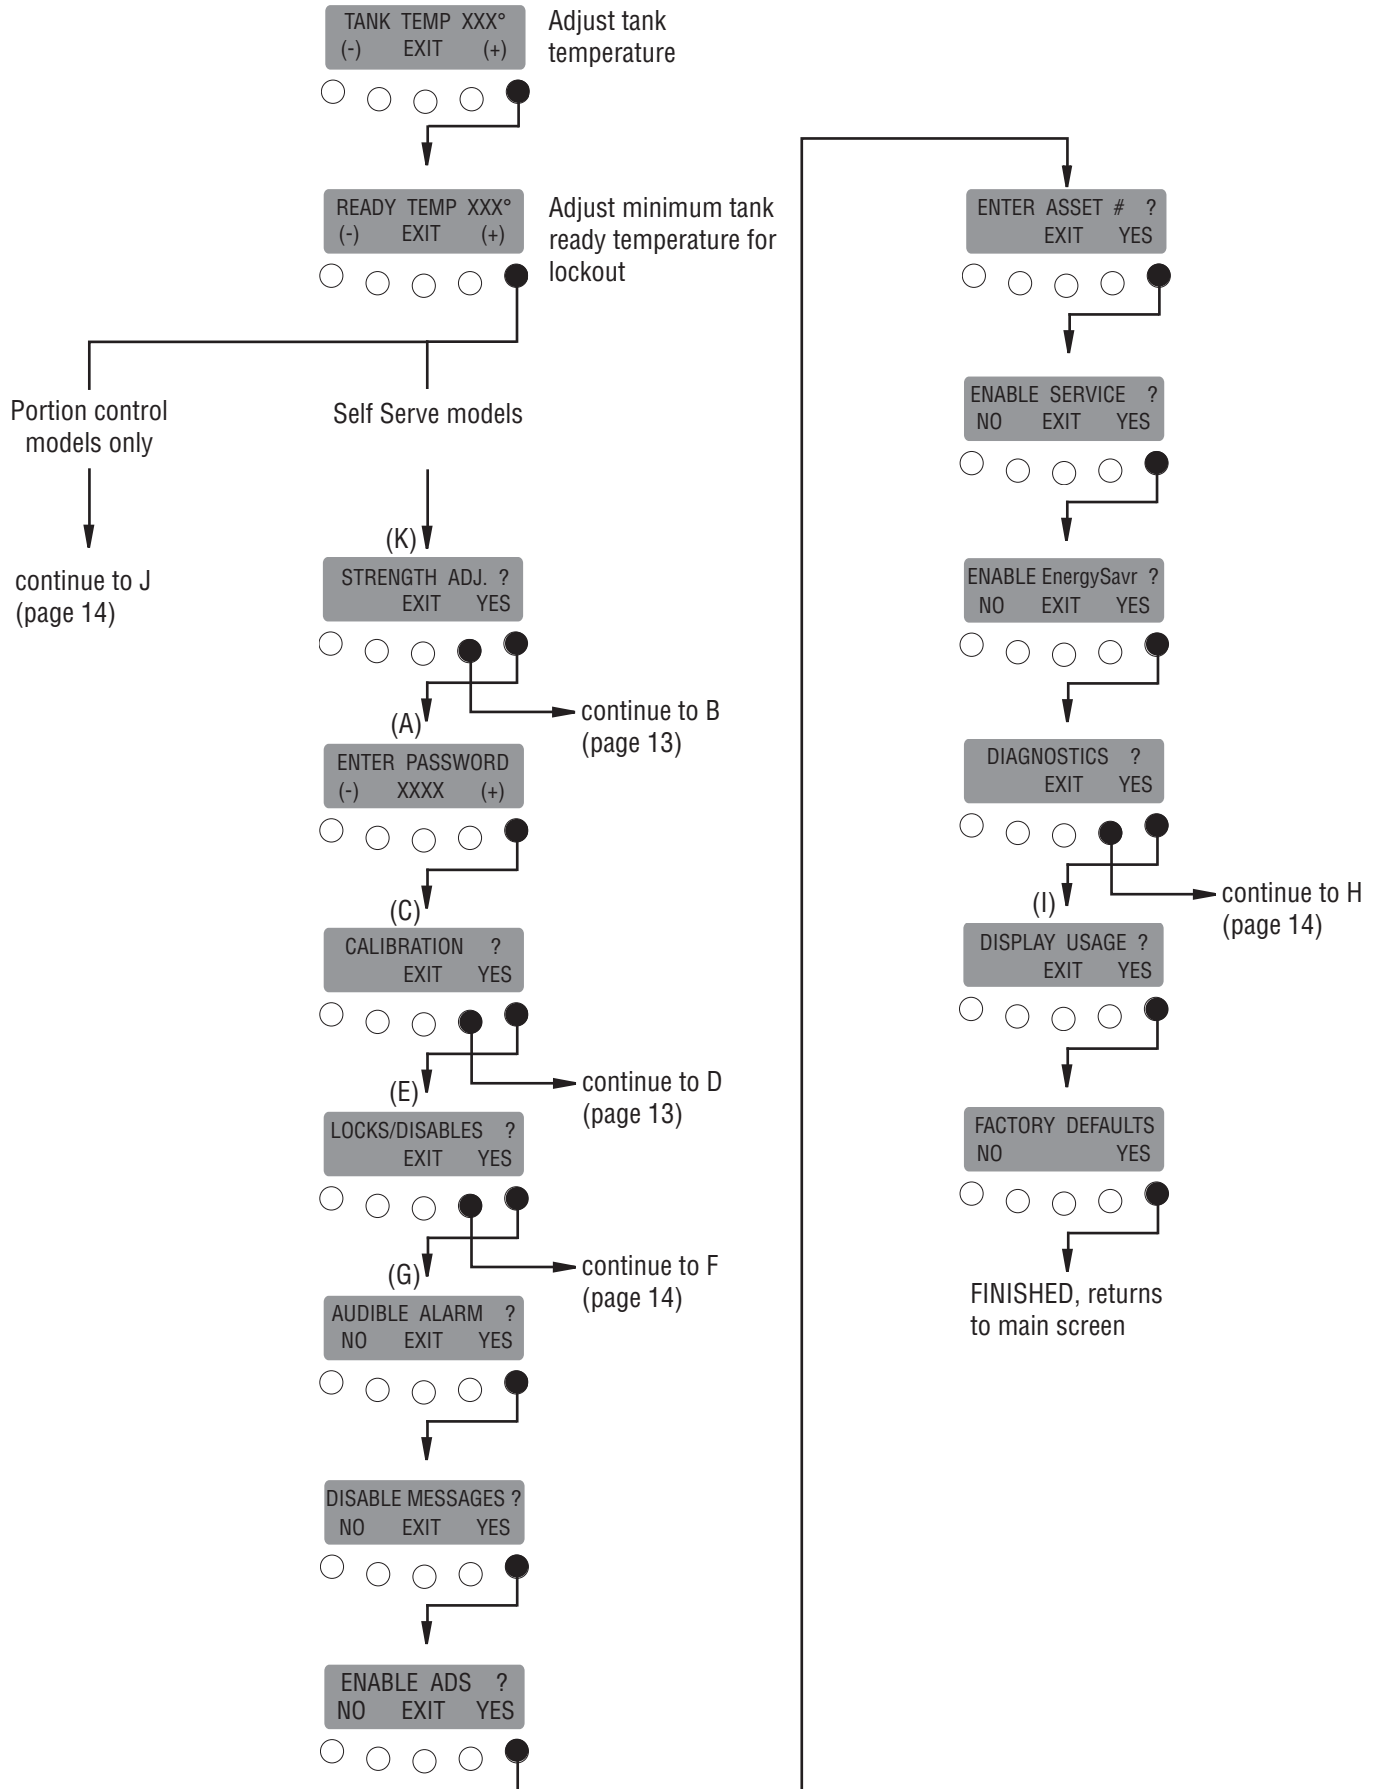 TANK TEMP XXX°
(-) EXIT (+)
Adjust tank
temperature
READY TEMP XXX°
(-) EXIT (+)
Adjust minimum tank
ready temperature for
lockout
Portion control
models only
Self Serve models
continue to J
(page 14)
(K)
STRENGTH ADJ. ?
EXIT YES
continue to B
(page 13)
(A)
ENTER PASSWORD
(-) XXXX (+)
(C)
CALIBRATION ?
EXIT YES
continue to D
(page 13)
(E)
LOCKS/DISABLES ?
EXIT YES
continue to F
(page 14)
(G)
AUDIBLE ALARM ?
NO EXIT YES
DISABLE MESSAGES ?
NO EXIT YES
ENABLE ADS ?
NO EXIT YES
ENTER ASSET # ?
EXIT YES
ENABLE SERVICE ?
NO EXIT YES
ENABLE EnergySavr ?
NO EXIT YES
DIAGNOSTICS ?
EXIT YES
continue to H
(page 14)
(I)
DISPLAY USAGE ?
EXIT YES
FACTORY DEFAULTS
NO YES
FINISHED, returns
to main screen